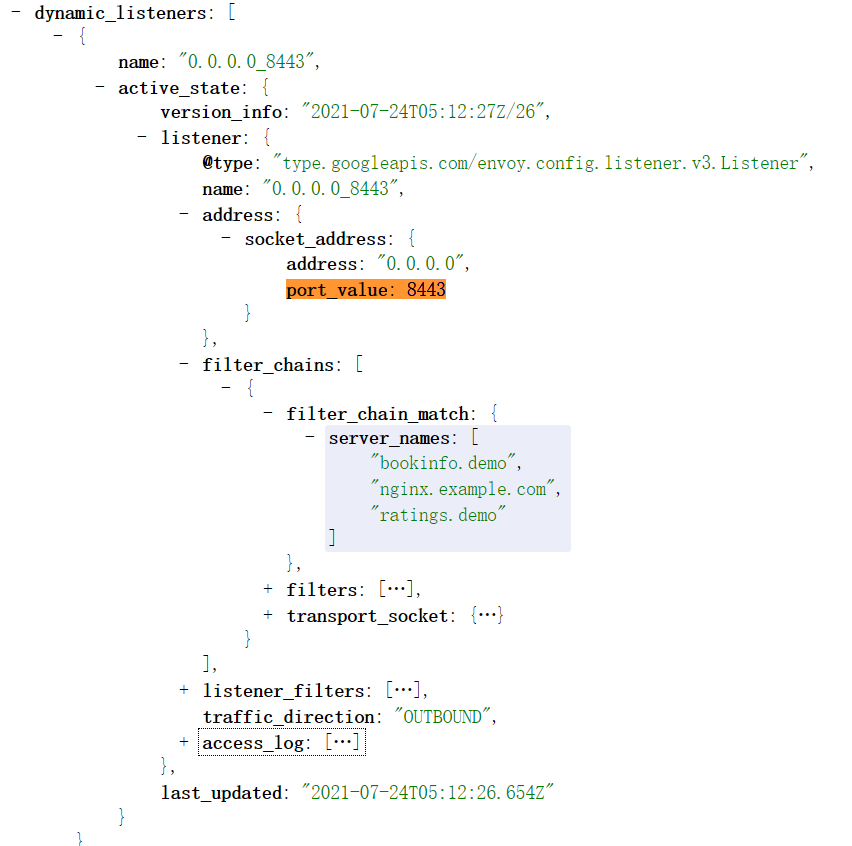 - dynamic_listeners: [
- {
name: "0.0.0.0_8443",
- active_state: {
version_info: "2021-07-24T05:12:27Z/26",
- listener: {
@type: "type.googleapis.com/envoy.config.listener.v3.Listener",
name: "0.0.0.0_8443",
- address: {
- socket_address: {
address: "0.0.0.0",
port_value: 8443
}
},
- filter_chains: [
- {
- filter_chain_match: {
- server_names: [
"bookinfo.demo",
"nginx.example.com",
"ratings.demo"
]
},
+ filters: […],
+ transport_socket: {…}
}
],
+ listener_filters: […],
traffic_direction: "OUTBOUND",
+ access_log: […]
},
last_updated: "2021-07-24T05:12:26.654Z"
}
}